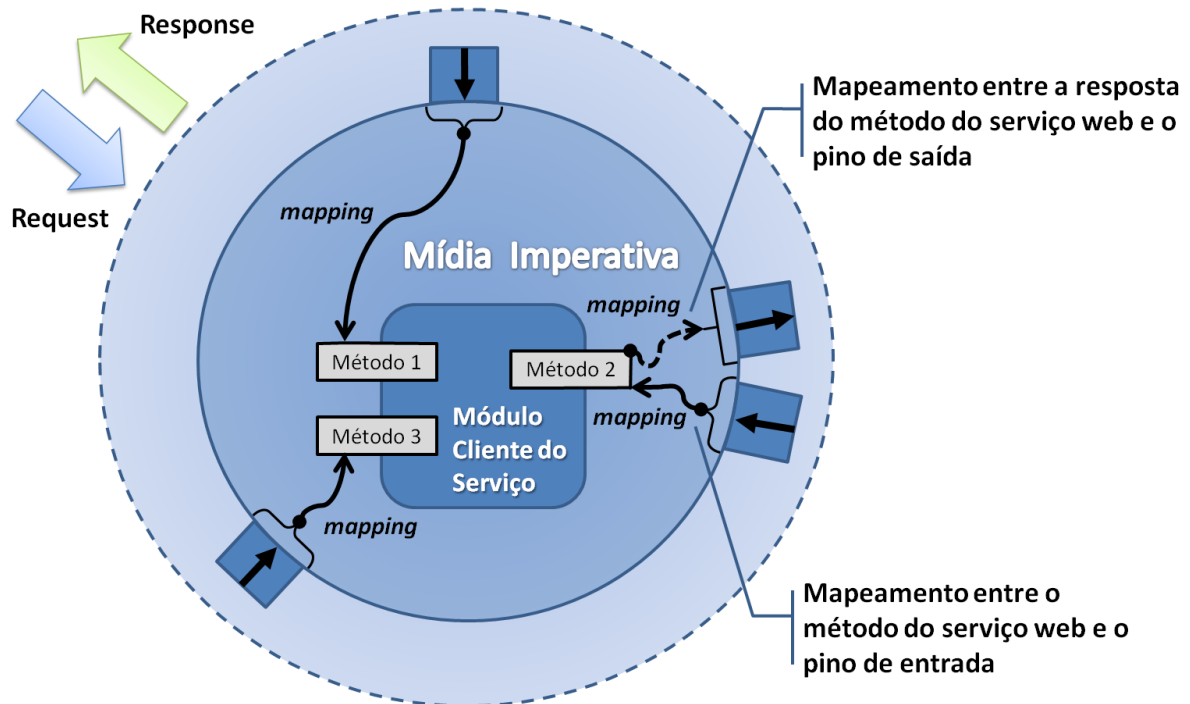 Response
Request
mapping
Mídia Imperativa
Mapeamento entre a resposta
do método do serviço web e o
pino de saída
mapping
Método 1
Método 2
mapping
Método 3
Módulo
Cliente do
Serviço
mapping
Mapeamento entre o
método do serviço web e o
pino de entrada